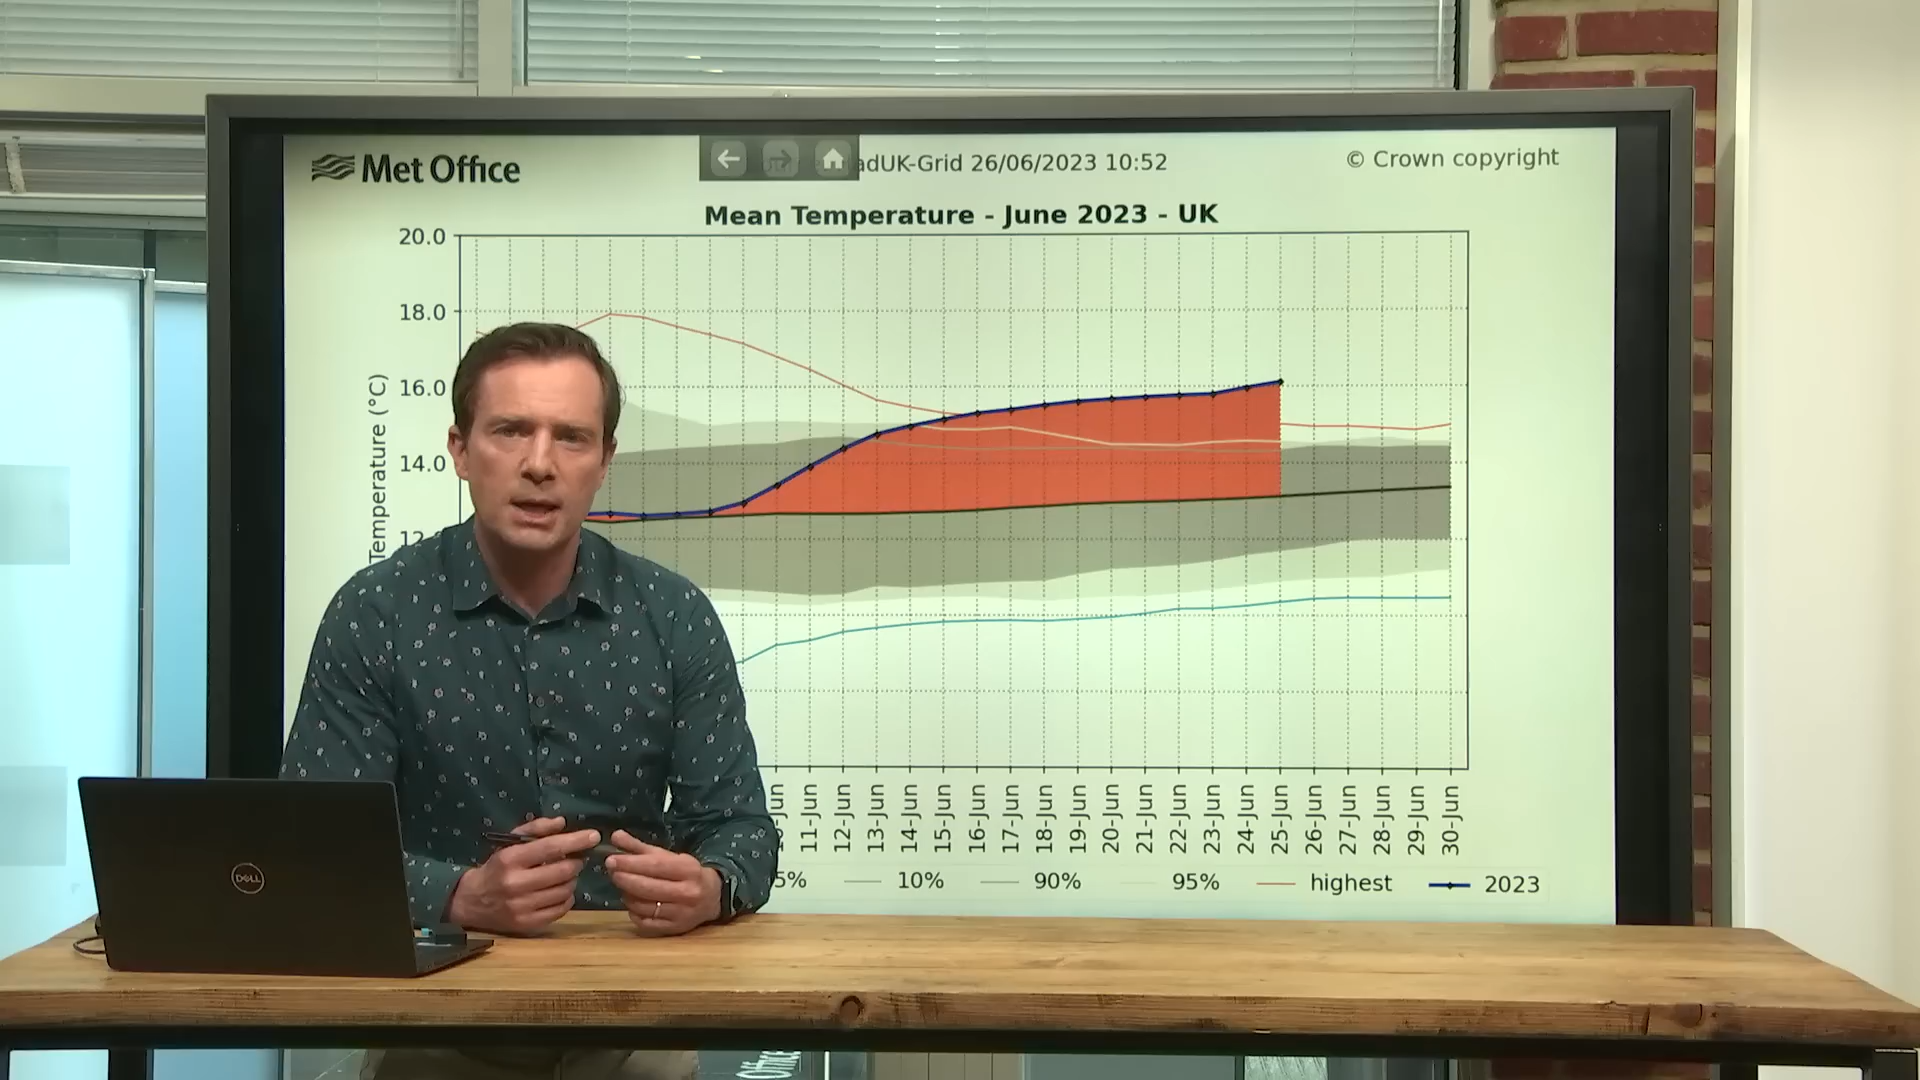 Met Office
adUK-Grid 26/06/2023 10:52
© Crown copyright
Mean Temperature - June 2023 - UK
20.0
18.0
16.0
14.0
12.
Temperature (°C)
-Jun
11-Jun
12-Jun
13-Jun
14-Jun
15-Jun
16-Jun
17-Jun
18-Jun
19-Jun
20-Jun
21-Jun
22-Jun
23-Jun
24-Jun
25-Jun
26-Jun
27-Jun
28-Jun
29-Jun
30-Jun
5%
10%
90%
95%
highest
2023
DELL
Office